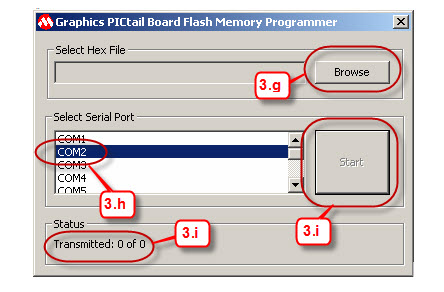 Graphics PICtail Board Flash Memory Programmer
Select Hex File
Browse
3.g
Select Serial Port
COM1
COM2
COM3
COM4
COM5
Start
3.h
3.i
Status
Transmitted: 0 of 0
3.i